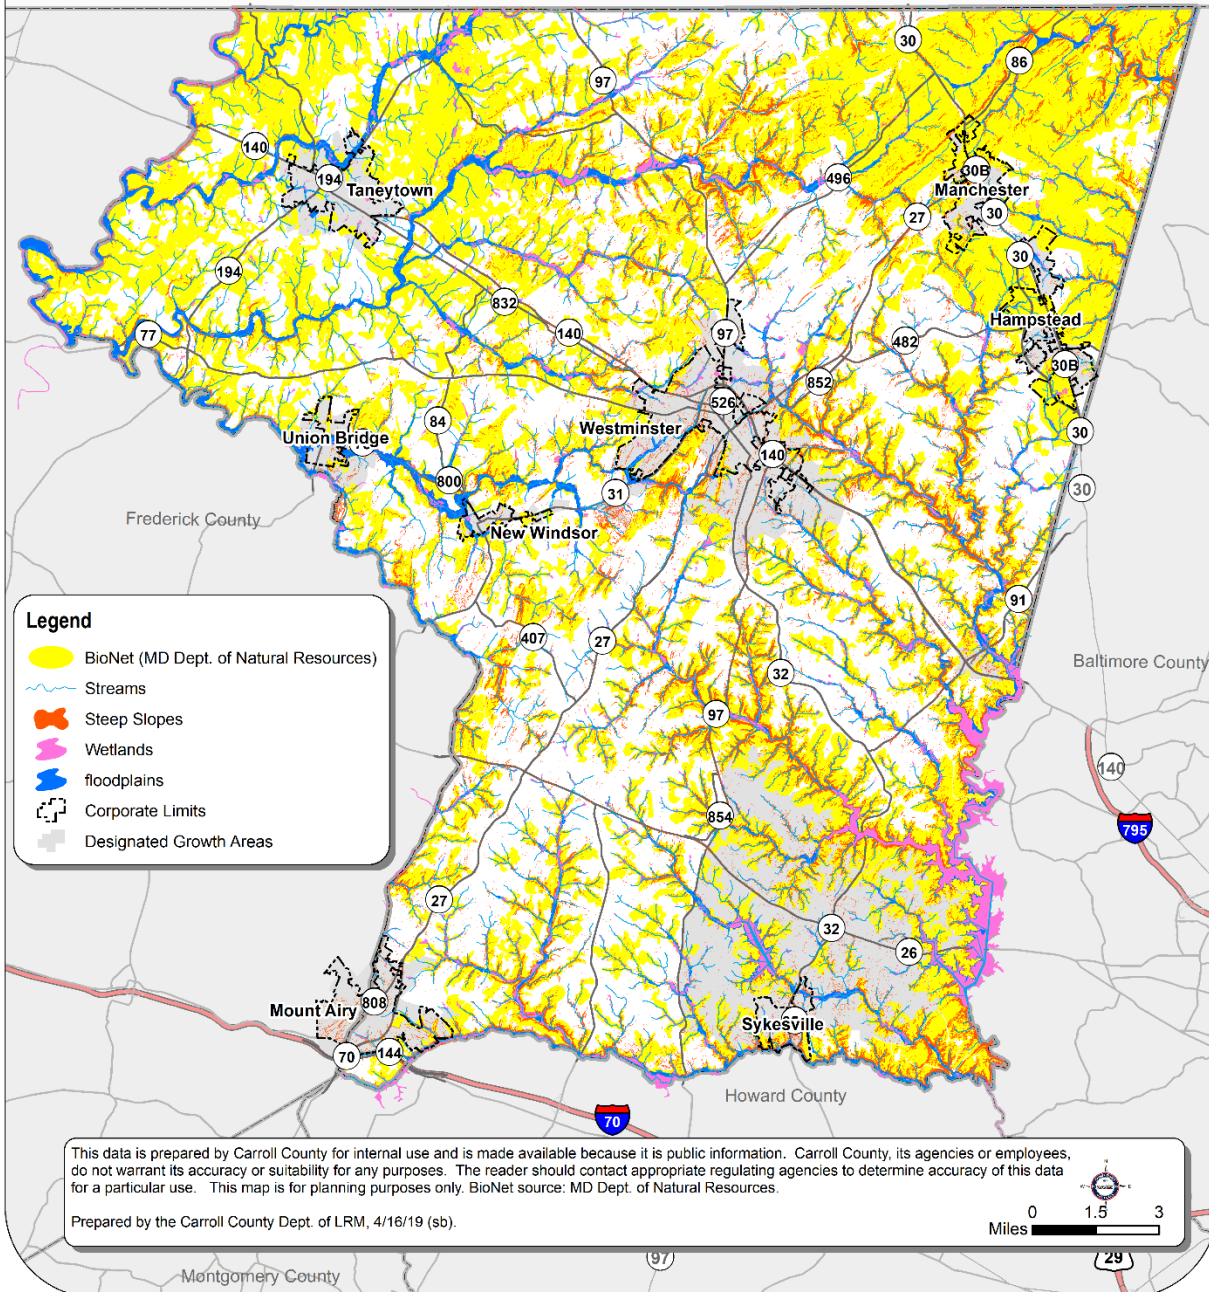 30
86
97
140
194
Taneytown
496
30B
Manchester
27
30
30
194
832
77
140
97
482
Hampstead
30B
852
526
84
Westminster
Union Bridge
140
30
800
31
30
Frederick County
New Windsor
91
407
27
32
Baltimore County
97
140
854
795
27
32
26
808
Mount Airy
Sykesville
70
144
Howard County
70
Legend
BioNet (MD Dept. of Natural Resources)
Streams
Steep Slopes
Wetlands
floodplains
Corporate Limits
Designated Growth Areas
This data is prepared by Carroll County for internal use and is made available because it is public information. Carroll County, its agencies or employees,
do not warrant its accuracy or suitability for any purposes. The reader should contact appropriate regulating agencies to determine accuracy of this data
for a particular use. This map is for planning purposes only. BioNet source: MD Dept. of Natural Resources.
Prepared by the Carroll County Dept. of LRM, 4/16/19 (sb).
0 1.5 3
Miles
97
29
Montgomery County